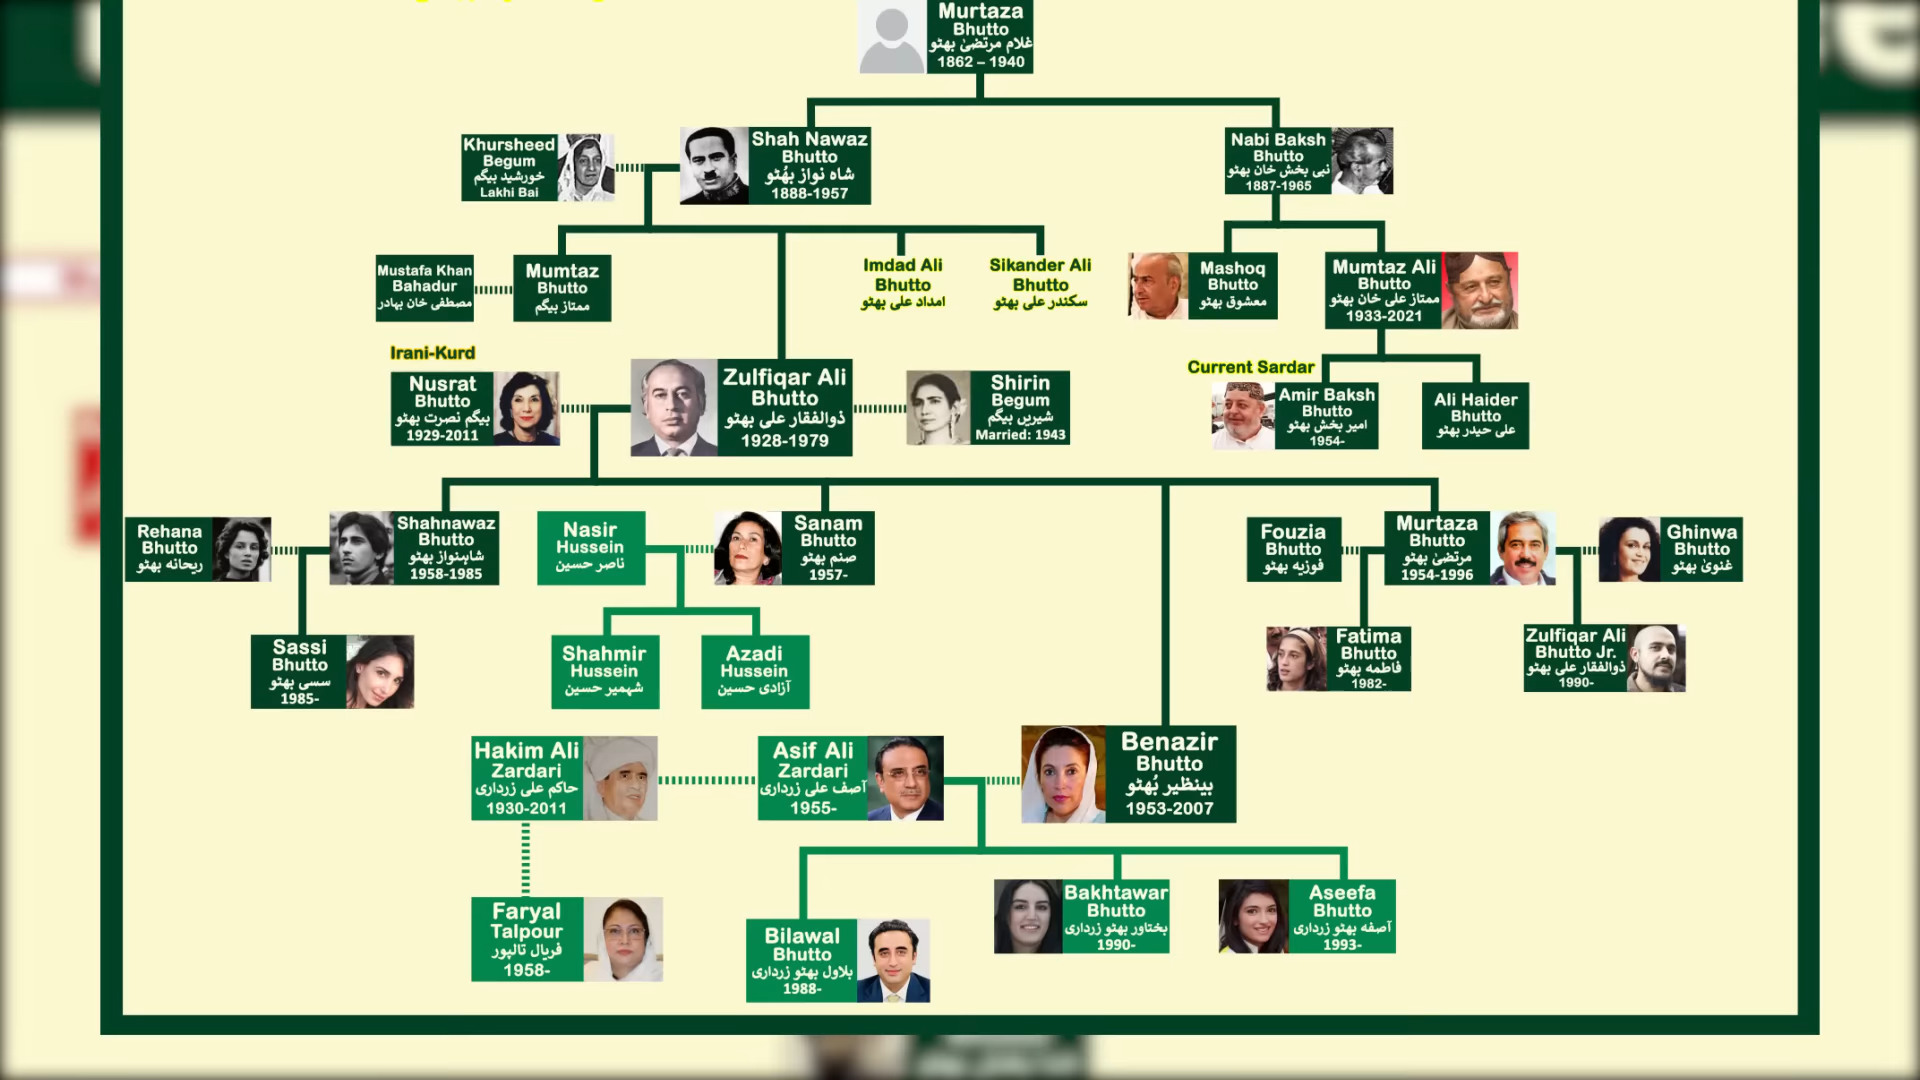 Murtaza
Bhutto
غلام مرتضیٰ بھٹو
1862 – 1940
Khursheed
Begum
خورشید بیگم
Lakhi Bai
Shah Nawaz
Bhutto
شاہ نواز بھُٹو
1888-1957
Nabi Baksh
Bhutto
نبی بخش خان بھٹو
1887-1965
Mustafa Khan
Bahadur
مصطفی خان بہادر
Mumtaz
Bhutto
ممتاز بیگم
Imdad Ali
Bhutto
امداد علی بھٹو
Sikander Ali
Bhutto
سکندر علی بھٹو
Mashoq
Bhutto
معشوق بھٹو
Mumtaz Ali
Bhutto
ممتاز علی خان بھٹو
1933-2021
Irani-Kurd
Nusrat
Bhutto
بیگم نصرت بھٹو
1929-2011
Zulfiqar Ali
Bhutto
ذوالفقار علی بھٹو
1928-1979
Shirin
Begum
شیریں بیگم
Married: 1943
Current Sardar
Amir Baksh
Bhutto
امیر بخش بھٹو
1954-
Ali Haider
Bhutto
علی حیدر بھٹو
Rehana
Bhutto
ریحانہ بھٹو
Shahnawaz
Bhutto
شاہنواز بھٹو
1958-1985
Nasir
Hussein
ناصر حسین
Sanam
Bhutto
صنم بھٹو
1957-
Fouzia
Bhutto
فوزیہ بھٹو
Murtaza
Bhutto
مرتضیٰ بھٹو
1954-1996
Ghinwa
Bhutto
غنویٰ بھٹو
Sassi
Bhutto
سسی بھٹو
1985-
Shahmir
Hussein
شہمیر حسین
Azadi
Hussein
آزادی حسین
Fatima
Bhutto
فاطمہ بھٹو
1982-
Zulfiqar Ali
Bhutto Jr.
ذوالفقار علی بھٹو
1990-
Hakim Ali
Zardari
حاکم علی زرداری
1930-2011
Asif Ali
Zardari
آصف علی زرداری
1955-
Benazir
Bhutto
بینظیر بُھٹو
1953-2007
Faryal
Talpour
فریال تالپور
1958-
Bilawal
Bhutto
بلاول بھٹو زرداری
1988-
Bakhtawar
Bhutto
بختاور بھٹو زرداری
1990-
Aseefa
Bhutto
آصفہ بھٹو زرداری
1993-